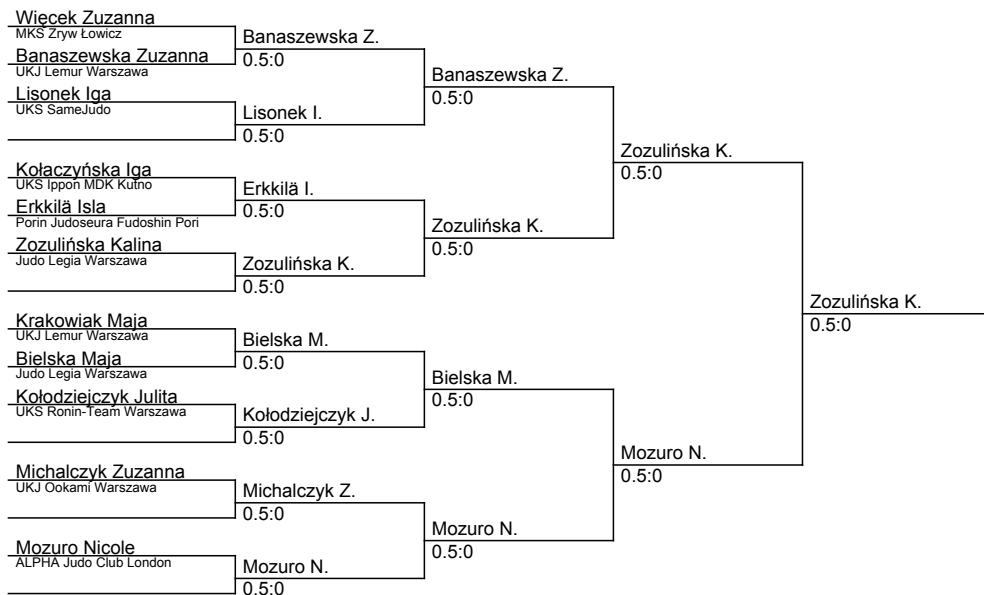 Więcek Zuzanna
MKS Zryw Łowicz
Banaszewska Zuzanna
UKJ Lemur Warszawa
Lisonek Iga
UKS SameJudo
Kołaczyńska Iga
UKS Ippon MDK Kutno
Erkkilä Isla
Porin Judoseura Fudoshin Pori
Zozulińska Kalina
Judo Legia Warszawa
Krakowiak Maja
UKJ Lemur Warszawa
Bielska Maja
Judo Legia Warszawa
Kołodziejczyk Julita
UKS Ronin-Team Warszawa
Michalczyk Zuzanna
UKJ Ookami Warszawa
Mozuro Nicole
ALPHA Judo Club London
Banaszewska Z.
0.5:0
Lisonek I.
0.5:0
Erkkilä I.
0.5:0
Zozulińska K.
0.5:0
Bielska M.
0.5:0
Kołodziejczyk J.
0.5:0
Michalczyk Z.
0.5:0
Mozuro N.
0.5:0
Banaszewska Z.
0.5:0
Zozulińska K.
0.5:0
Bielska M.
0.5:0
Mozuro N.
0.5:0
Zozulińska K.
0.5:0
Mozuro N.
0.5:0
Zozulińska K.
0.5:0